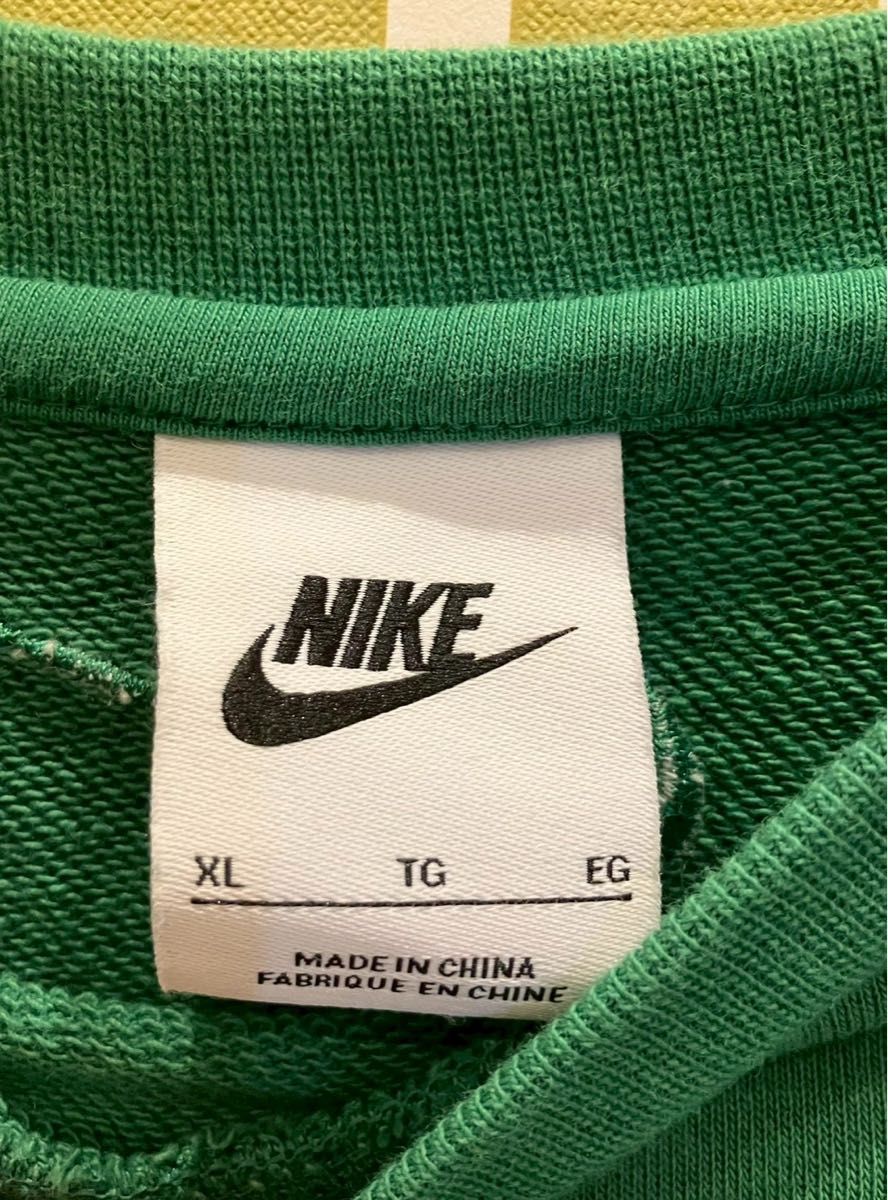 NIKE
XL TG EG
MADE IN CHINA
FABRIQUE EN CHINE